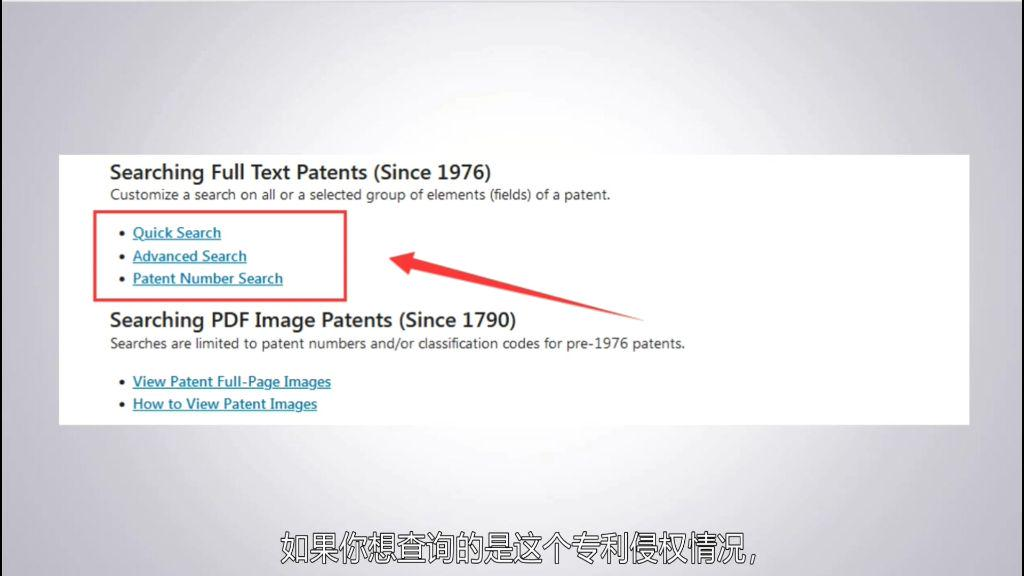 Searching Full Text Patents (Since 1976)
Customize a search on all or a selected group of elements (fields) of a patent.
Quick Search
Advanced Search
Patent Number Search
Searching PDF Image Patents (Since 1790)
Searches are limited to patent numbers and/or classification codes for pre-1976 patents.
View Patent Full-Page Images
How to View Patent Images
如果你想查询的是这个专利侵权情况，